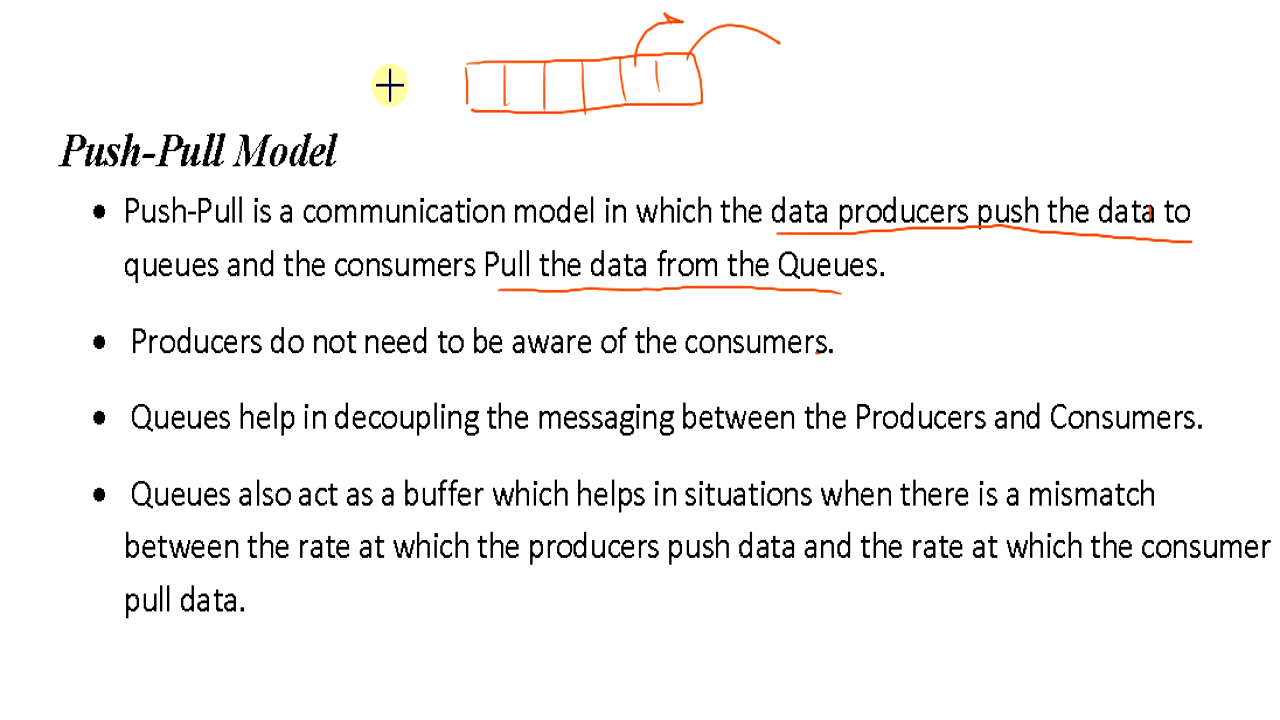 Push-Pull Model
• Push-Pull is a communication model in which the data producers push the data to
queues and the consumers Pull the data from the Queues.
• Producers do not need to be aware of the consumers.
• Queues help in decoupling the messaging between the Producers and Consumers.
• Queues also act as a buffer which helps in situations when there is a mismatch
between the rate at which the producers push data and the rate at which the consumer
pull data.